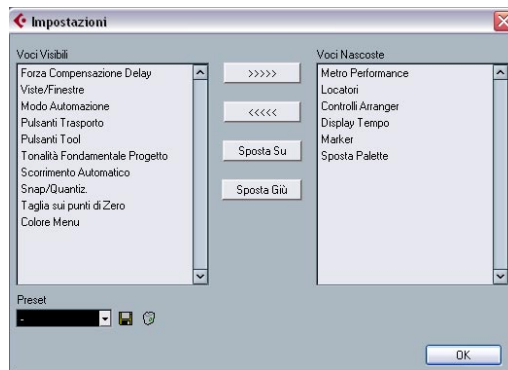 Impostazioni
Voci Visibili
Forza Compensazione Delay
Viste/Finestre
Modo Automazione
Pulsanti Trasporto
Pulsanti Tool
Tonalità Fondamentale Progetto
Scorrimento Automatico
Snap/Quantiz.
Taglia sui punti di Zero
Colore Menu
>>>>>
<<<<<
Sposta Su
Sposta Giù
Voci Nascoste
Metro Performance
Locatori
Controlli Arranger
Display Tempo
Marker
Sposta Palette
Preset
-
OK